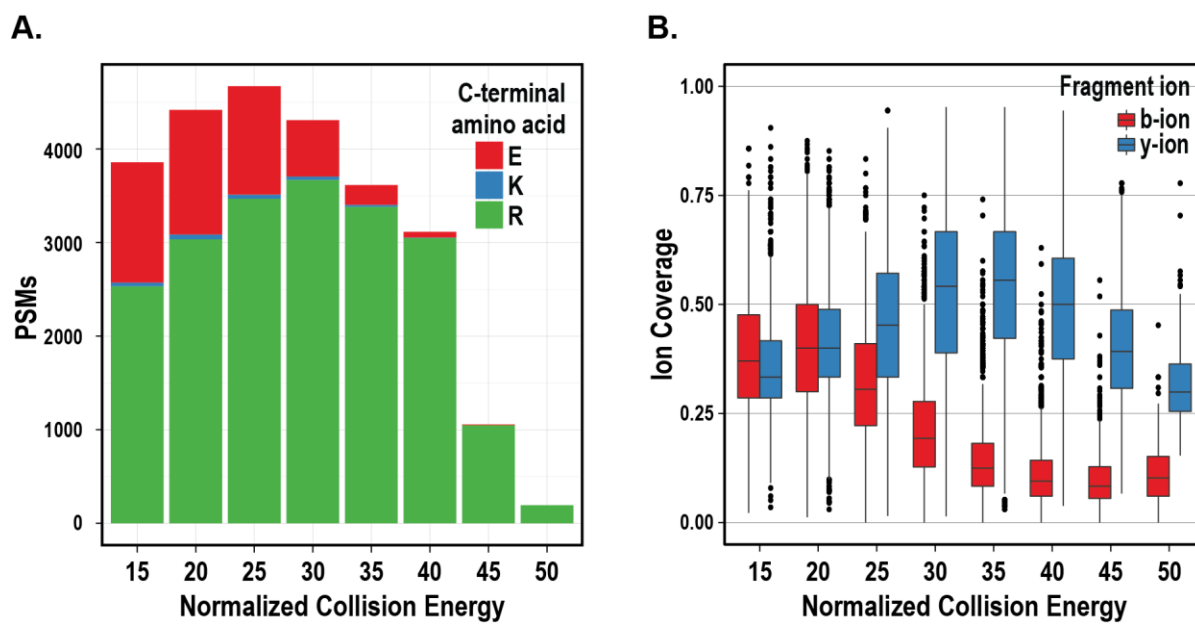 A.
C-terminal
amino acid
E
K
R
4000
3000
2000
1000
0
PSMs
15 20 25 30 35 40 45 50
Normalized Collision Energy
B.
Fragment ion
b-ion
y-ion
1.00
0.75
0.50
0.25
0.00
Ion Coverage
15 20 25 30 35 40 45 50
Normalized Collision Energy